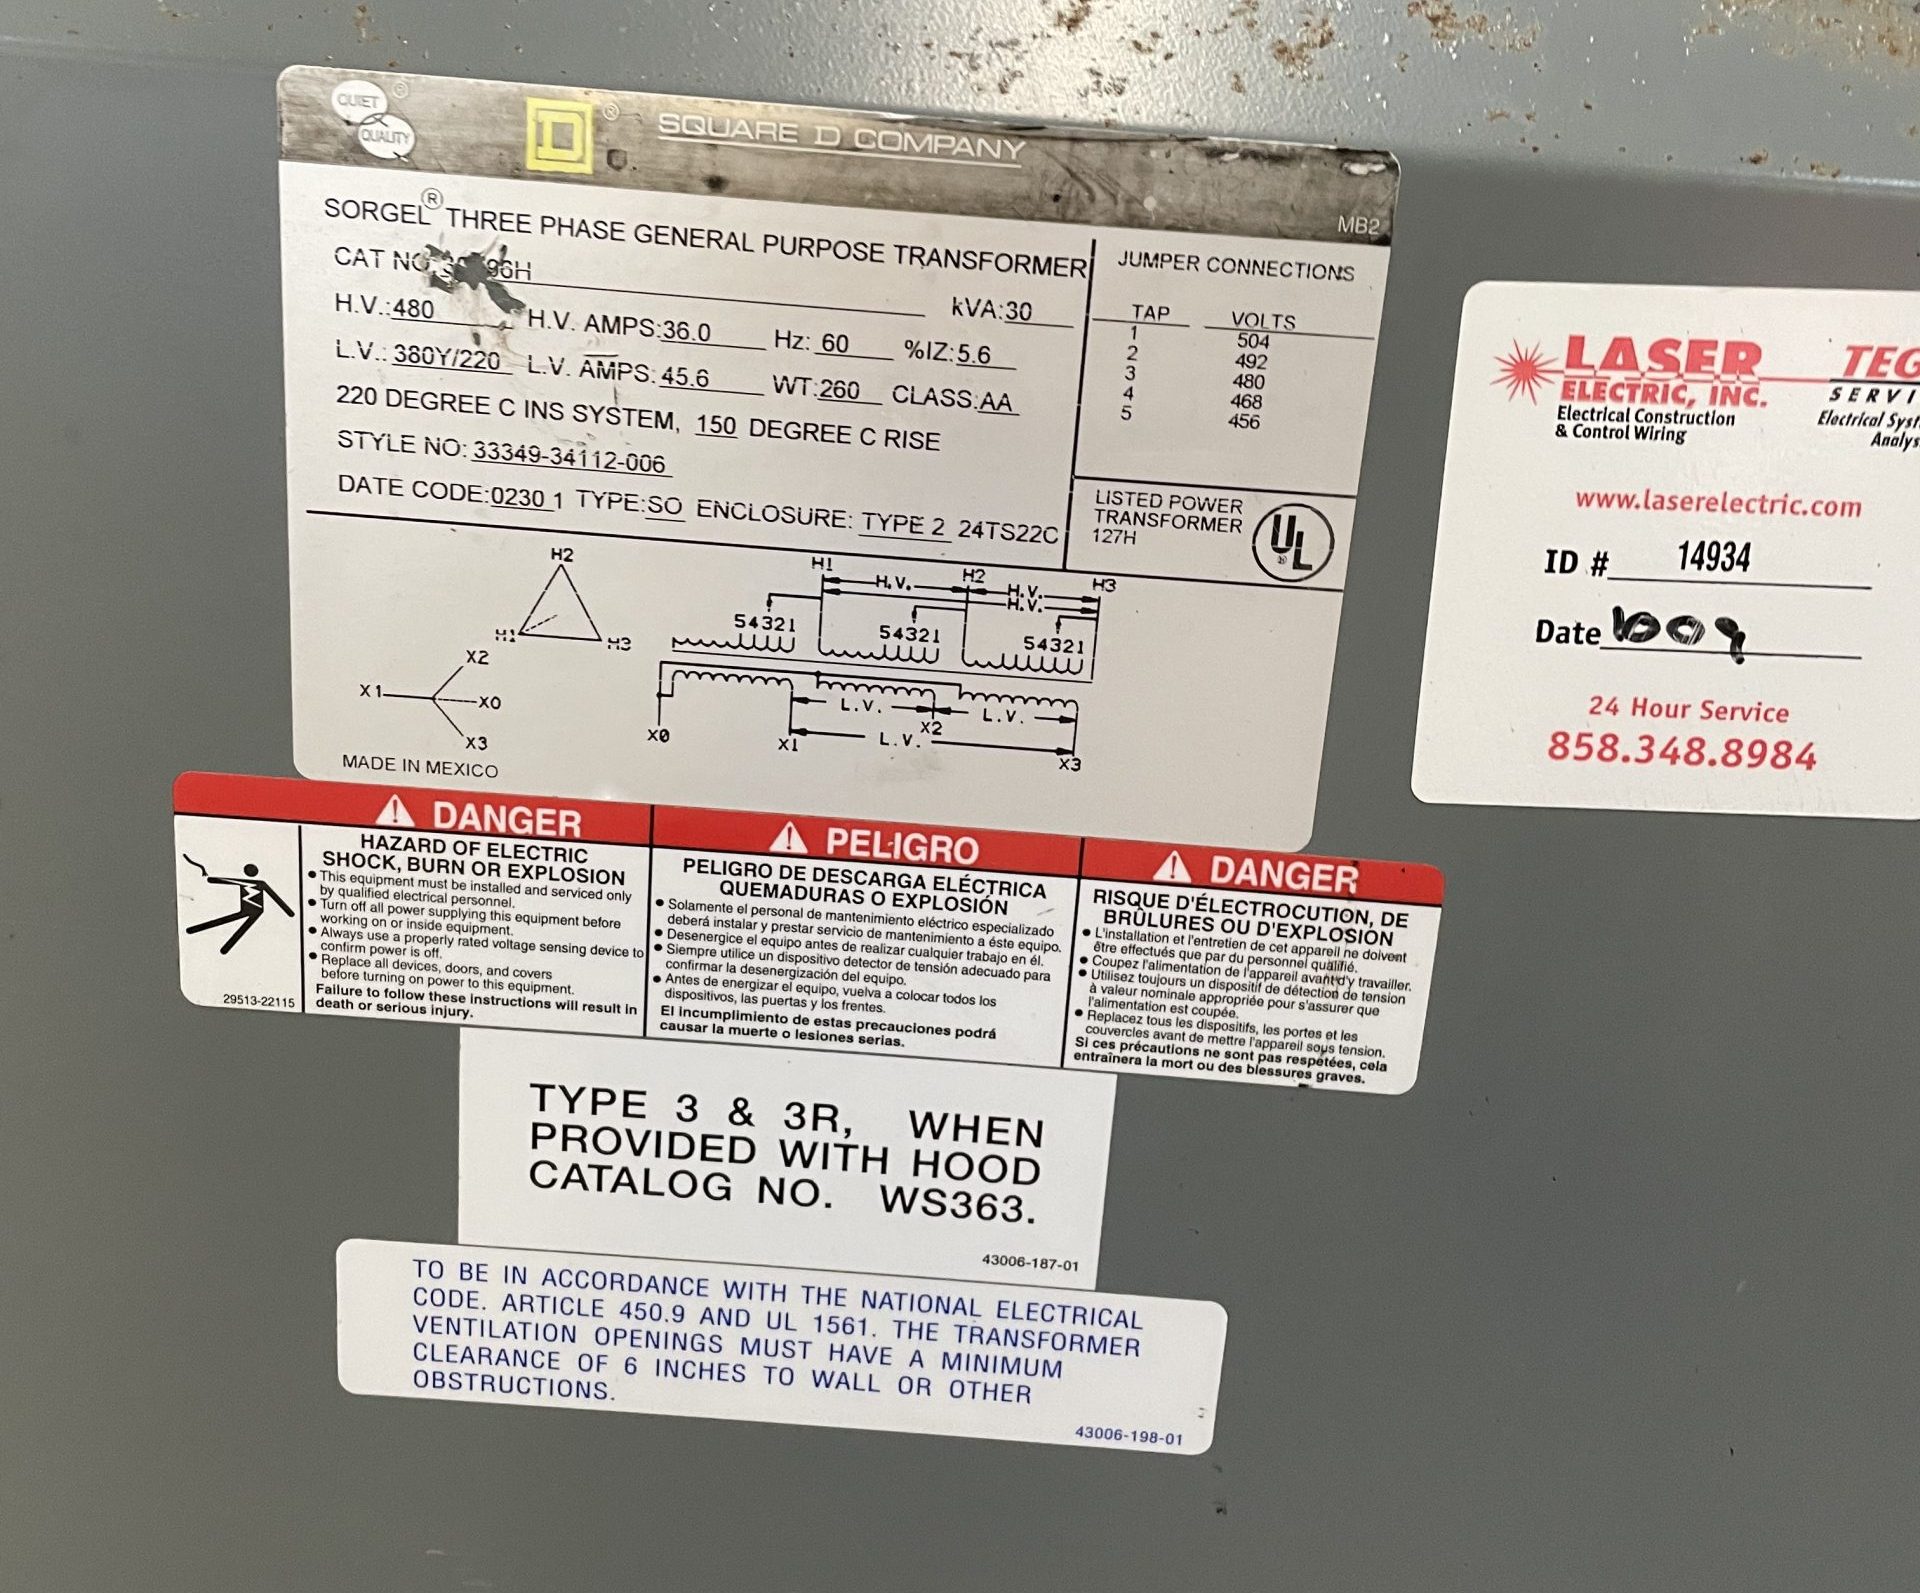 QUIET
QUALITY
SQUARE D COMPANY
MB2
SORGEL® THREE PHASE GENERAL PURPOSE TRANSFORMER
CAT NO. 96H
kVA:30
H.V.:480 H.V. AMPS:36.0 Hz: 60 %IZ:5.6
L.V.: 380Y/220 L.V. AMPS: 45.6 WT:260 CLASS:AA
220 DEGREE C INS SYSTEM, 150 DEGREE C RISE
STYLE NO: 33349-34112-006
DATE CODE:0230 1 TYPE:SO ENCLOSURE: TYPE 2 24TS22C
JUMPER CONNECTIONS
TAP VOLTS
1 504
2 492
3 480
4 468
5 456
LISTED POWER
TRANSFORMER
127H
UL
H2
H1
H3
X2
X1
X0
X3
H1 H2 H3
H.V. H.V.
H.V.
54321 54321 54321
L.V. L.V.
X0 X1 X2
L.V.
X3
MADE IN MEXICO
DANGER
HAZARD OF ELECTRIC
SHOCK, BURN OR EXPLOSION
• This equipment must be installed and serviced only
by qualified electrical personnel.
• Turn off all power supplying this equipment before
working on or inside equipment.
• Always use a properly rated voltage sensing device to
confirm power is off.
• Replace all devices, doors, and covers
before turning on power to this equipment.
Failure to follow these instructions will result in
death or serious injury.
29513-22115
PELIGRO
PELIGRO DE DESCARGA ELÉCTRICA
QUEMADURAS O EXPLOSIÓN
• Solamente el personal de mantenimiento eléctrico especializado
deberá instalar y prestar servicio de mantenimiento a éste equipo.
• Desenergice el equipo antes de realizar cualquier trabajo en él.
• Siempre utilice un dispositivo detector de tensión adecuado para
confirmar la desenergización del equipo.
• Antes de energizar el equipo, vuelva a colocar todos los
dispositivos, las puertas y los frentes.
El incumplimiento de estas precauciones podrá
causar la muerte o lesiones serias.
DANGER
RISQUE D'ÉLECTROCUTION, DE
BRÛLURES OU D'EXPLOSION
• L'installation et l'entretien de cet appareil ne doivent
être effectués que par du personnel qualifié.
• Coupez l'alimentation de l'appareil avant d'y travailler.
• Utilisez toujours un dispositif de détection de tension
à valeur nominale appropriée pour s'assurer que
l'alimentation est coupée.
• Replacez tous les dispositifs, les portes et les
couvercles avant de mettre l'appareil sous tension.
Si ces précautions ne sont pas respetées, cela
entraînera la mort ou des blessures graves.
TYPE 3 & 3R, WHEN
PROVIDED WITH HOOD
CATALOG NO. WS363.
43006-187-01
TO BE IN ACCORDANCE WITH THE NATIONAL ELECTRICAL
CODE. ARTICLE 450.9 AND UL 1561. THE TRANSFORMER
VENTILATION OPENINGS MUST HAVE A MINIMUM
CLEARANCE OF 6 INCHES TO WALL OR OTHER
OBSTRUCTIONS.
43006-198-01
LASER
ELECTRIC, INC.
Electrical Construction
& Control Wiring
TEG
SERVI
Electrical Syst
Analys
www.laserelectric.com
ID # 14934
Date
24 Hour Service
858.348.8984